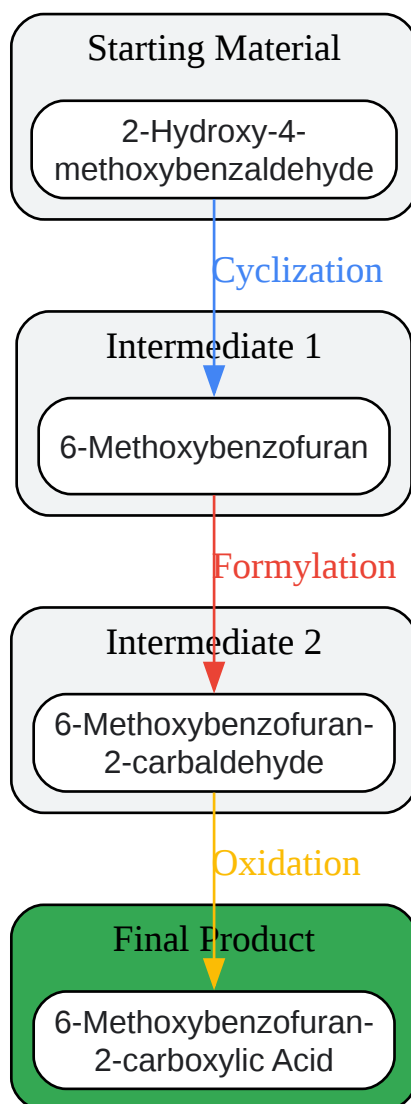 Starting Material
2-Hydroxy-4-
methoxybenzaldehyde
Cyclization
Intermediate 1
6-Methoxybenzofuran
Formylation
Intermediate 2
6-Methoxybenzofuran-
2-carbaldehyde
Oxidation
Final Product
6-Methoxybenzofuran-
2-carboxylic Acid